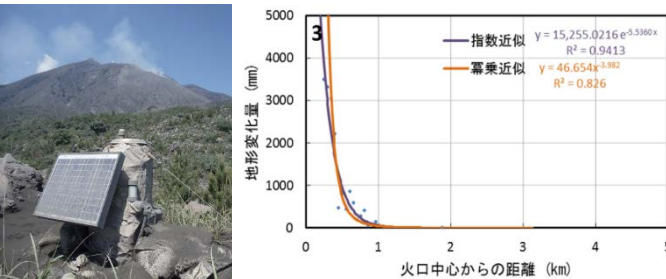 3
指数近似 y = 15,255.0216e^-5.5360x
R² = 0.9413
冪乗近似 y = 46.654x^-3.982
R² = 0.826
地形変化量 (mm)
5000
4000
3000
2000
1000
0
0 1 2 3 4 5
火口中心からの距離 (km)